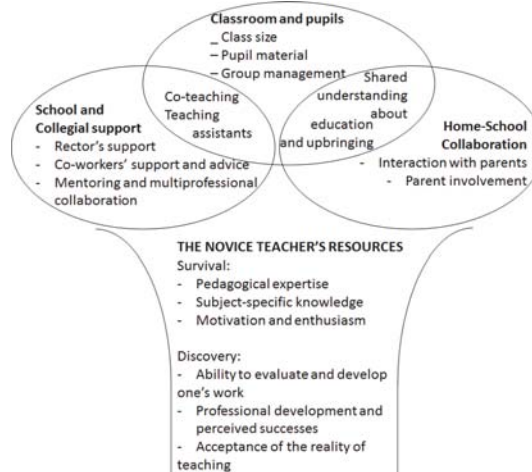 Classroom and pupils
– Class size
– Pupil material
– Group management
Co-teaching
Teaching
assistants
Shared
understanding
about
education
and upbringing
School and
Collegial support
- Rector's support
- Co-workers' support and advice
- Mentoring and multiprofessional
collaboration
Home-School
Collaboration
- Interaction with parents
- Parent involvement
THE NOVICE TEACHER'S RESOURCES
Survival:
- Pedagogical expertise
- Subject-specific knowledge
- Motivation and enthusiasm
Discovery:
- Ability to evaluate and develop
one's work
- Professional development and
perceived successes
- Acceptance of the reality of
teaching